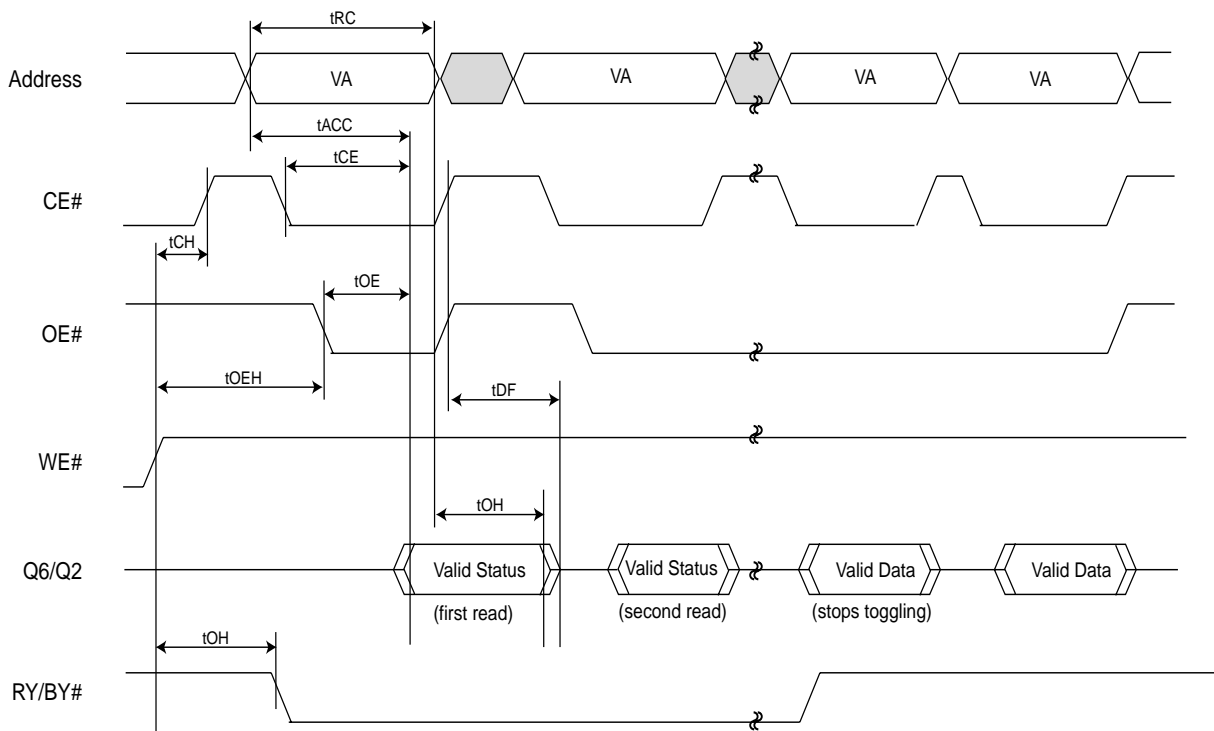 tRC
Address
VA
VA
VA
VA
tACC
tCE
CE#
tCH
tOE
OE#
tOEH
tDF
WE#
tOH
Q6/Q2
Valid Status
Valid Status
Valid Data
Valid Data
(first read)
(second read)
(stops toggling)
tOH
RY/BY#